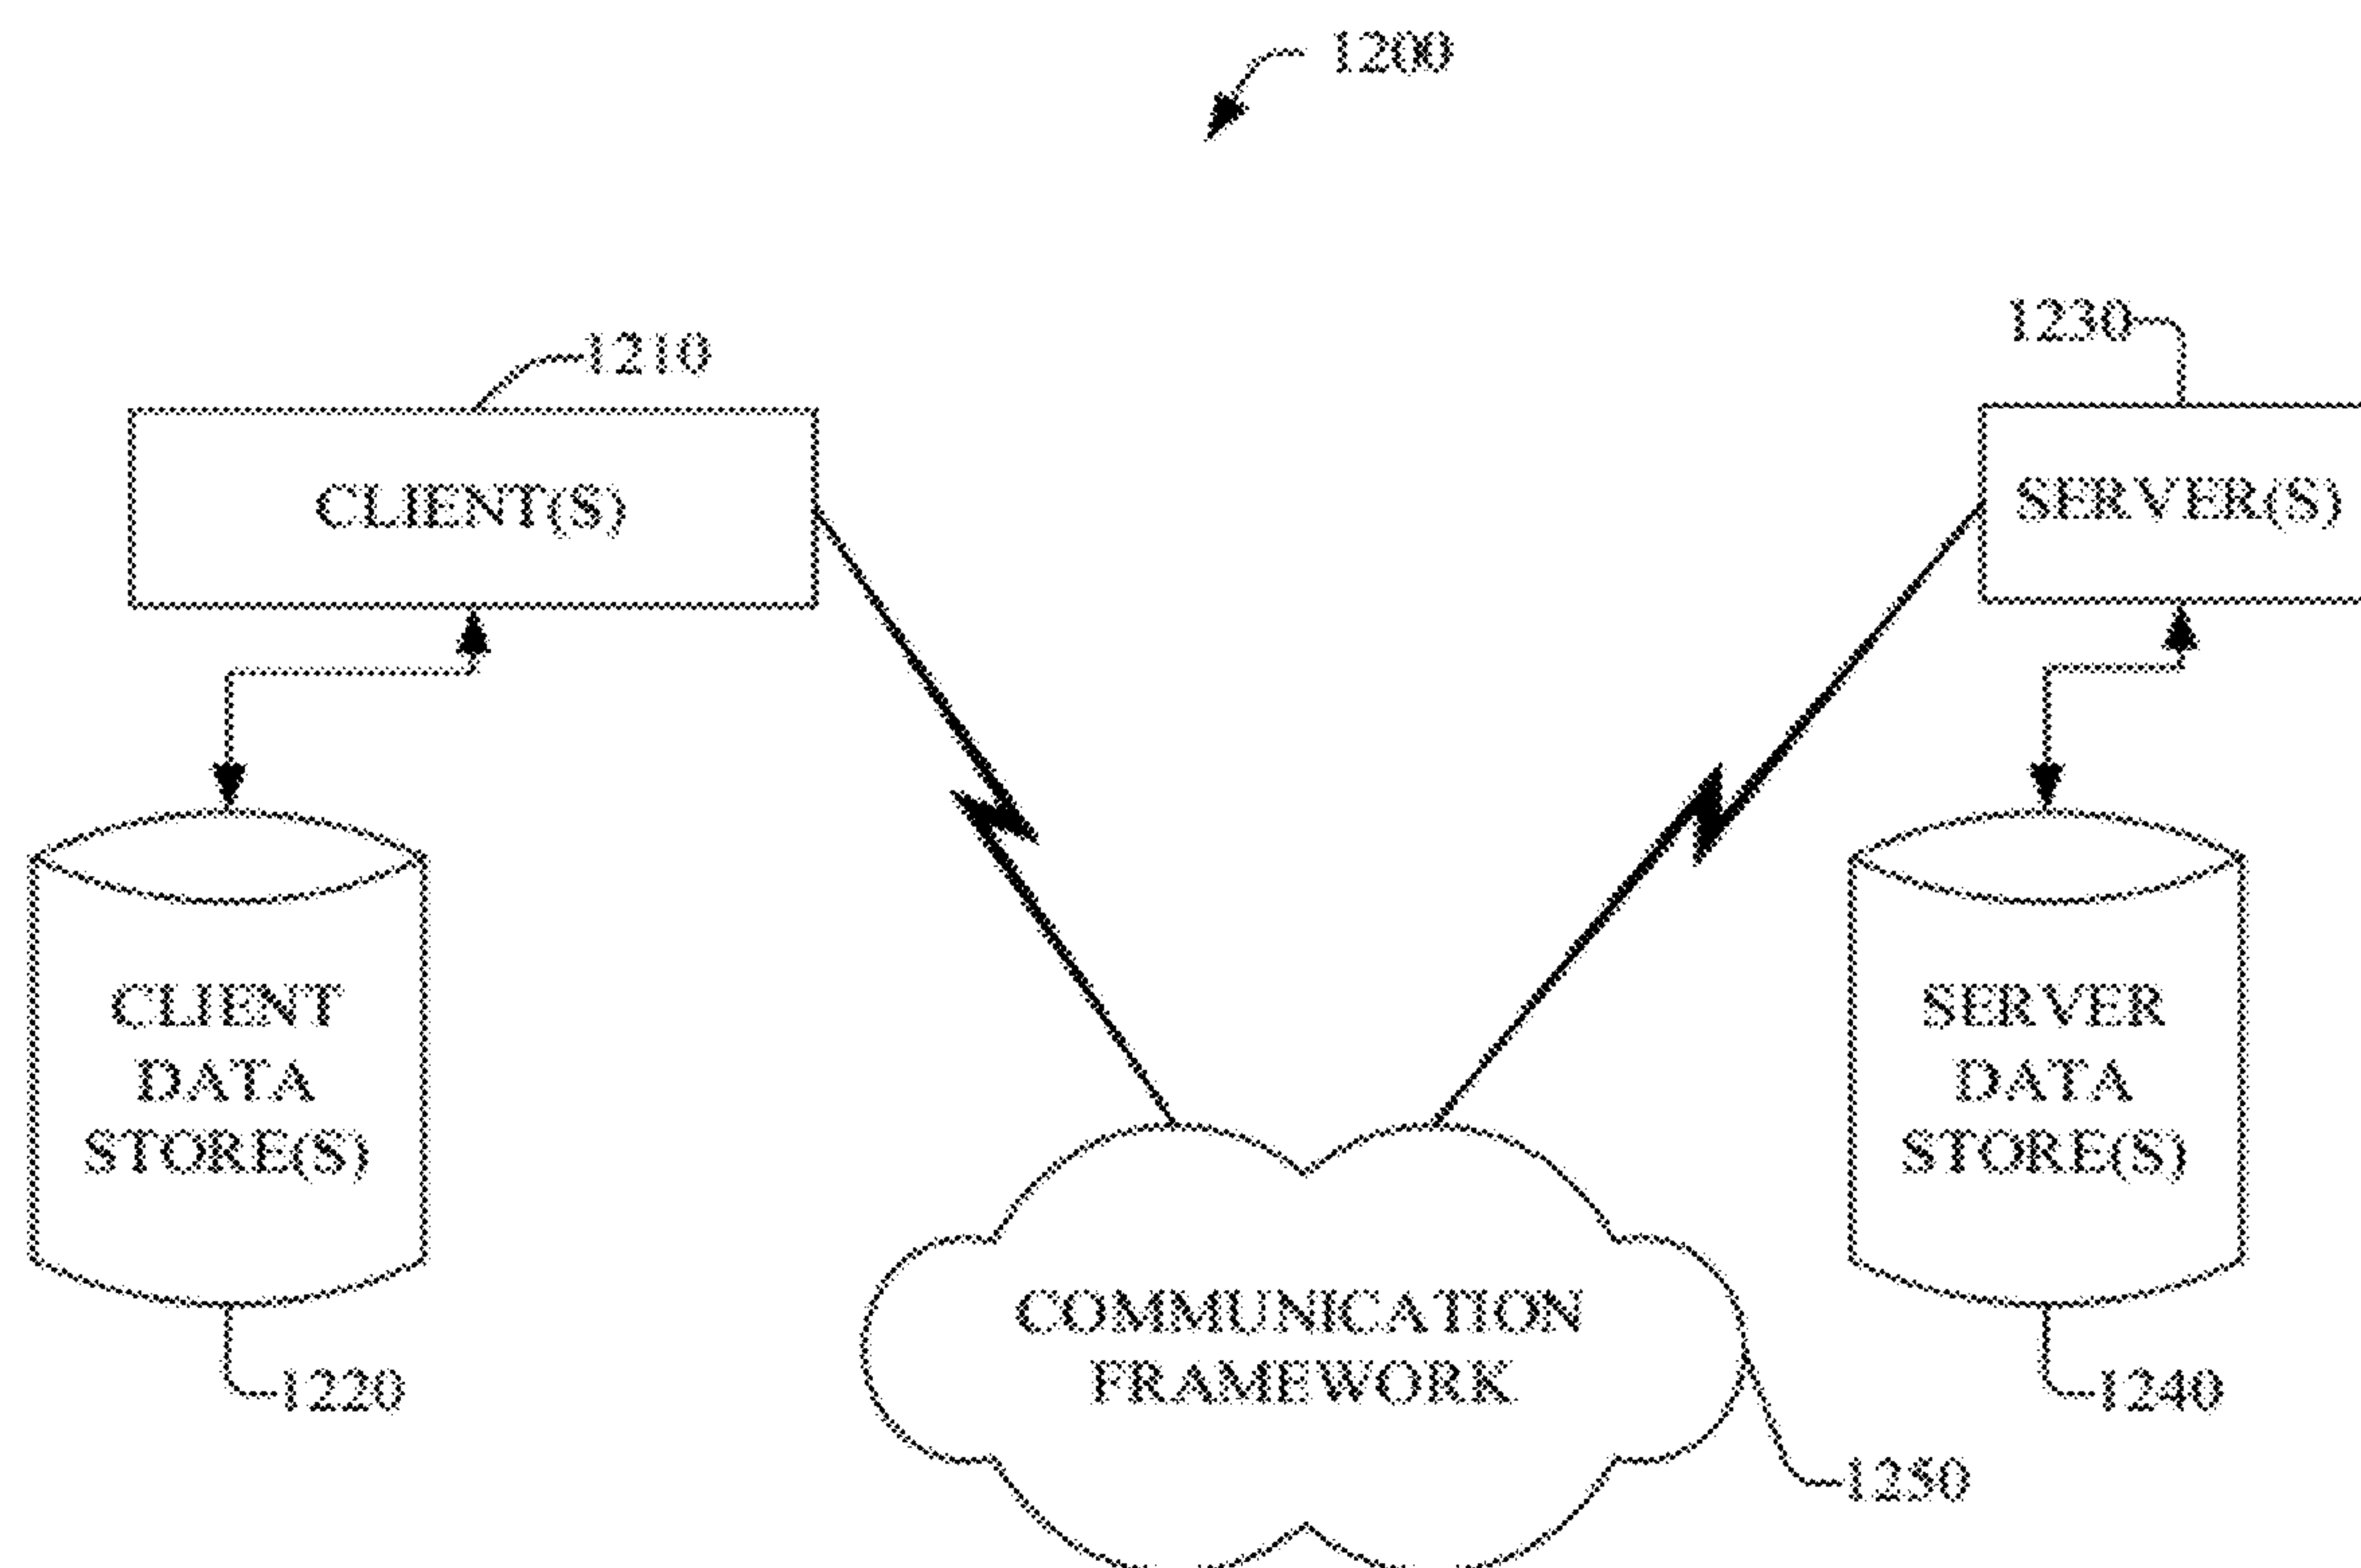 1200
1210
1230
CLIENT(S)
SERVER(S)
CLIENT
DATA
STORE(S)
SERVER
DATA
STORE(S)
COMMUNICATION
FRAMEWORK
1220
1240
1250